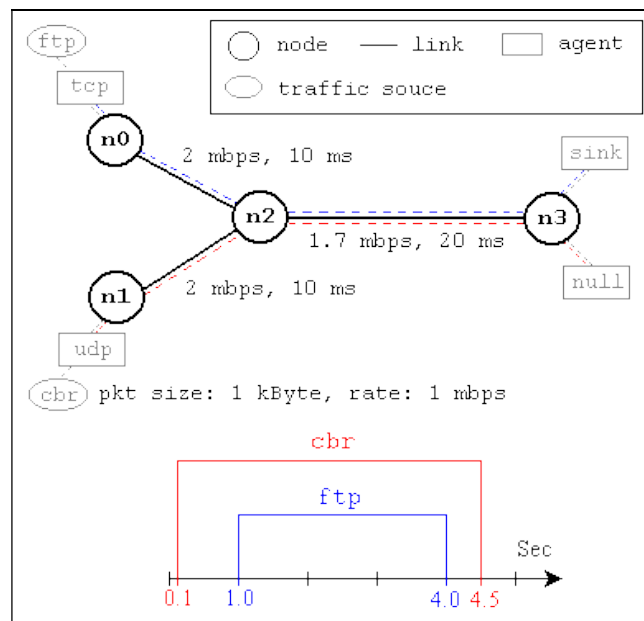 ftp
node
link
agent
tcp
traffic souce
n0
2 mbps, 10 ms
sink
n2
n3
1.7 mbps, 20 ms
n1
2 mbps, 10 ms
null
udp
cbr
pkt size: 1 kByte, rate: 1 mbps
cbr
ftp
Sec
0.1
1.0
4.0
4.5